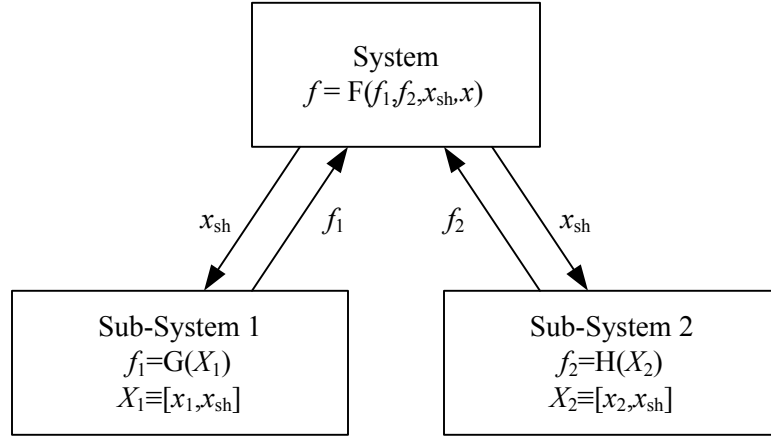 System
f = F(f₁,f₂,xₛₕ,x)
xₛₕ
f₁
f₂
xₛₕ
Sub-System 1
f₁=G(X₁)
X₁≡[x₁,xₛₕ]
Sub-System 2
f₂=H(X₂)
X₂≡[x₂,xₛₕ]